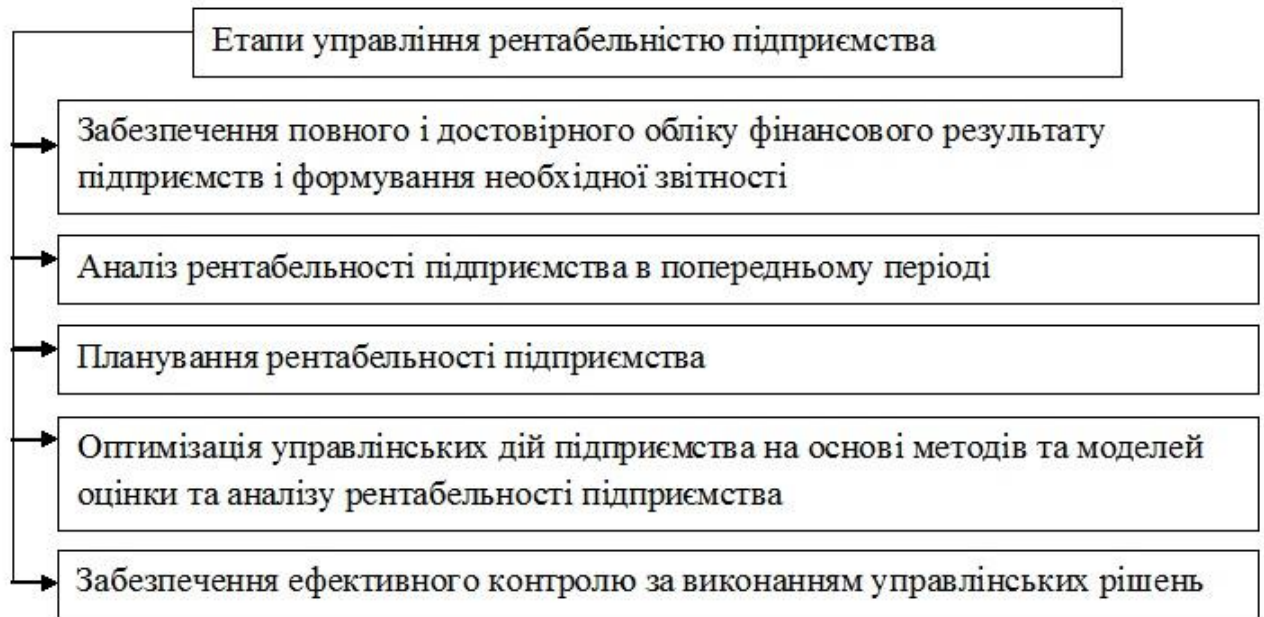 Етапи управління рентабельністю підприємства
Забезпечення повного і достовірного обліку фінансового результату
підприємств і формування необхідної звітності
Аналіз рентабельності підприємства в попередньому періоді
Планування рентабельності підприємства
Оптимізація управлінських дій підприємства на основі методів та моделей
оцінки та аналізу рентабельності підприємства
Забезпечення ефективного контролю за виконанням управлінських рішень